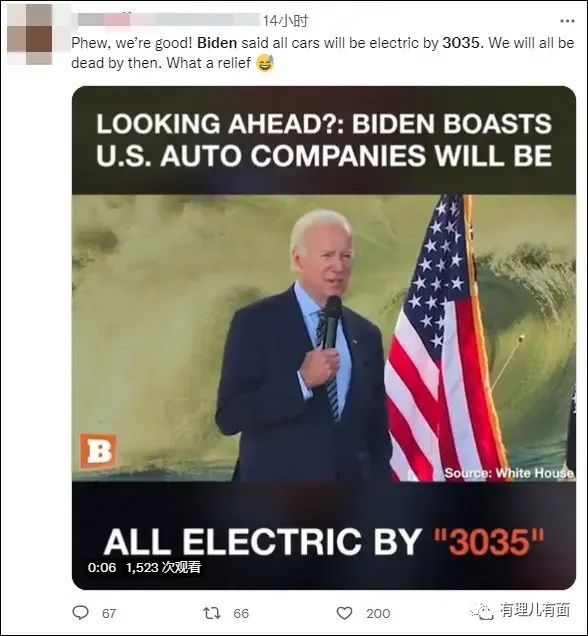 14小时
Phew, we're good! Biden said all cars will be electric by 3035. We will all be
dead by then. What a relief 😅
LOOKING AHEAD?: BIDEN BOASTS
U.S. AUTO COMPANIES WILL BE
B
Source: White House
ALL ELECTRIC BY "3035"
0:06 1,523 次观看
67 66 200
有理儿有面